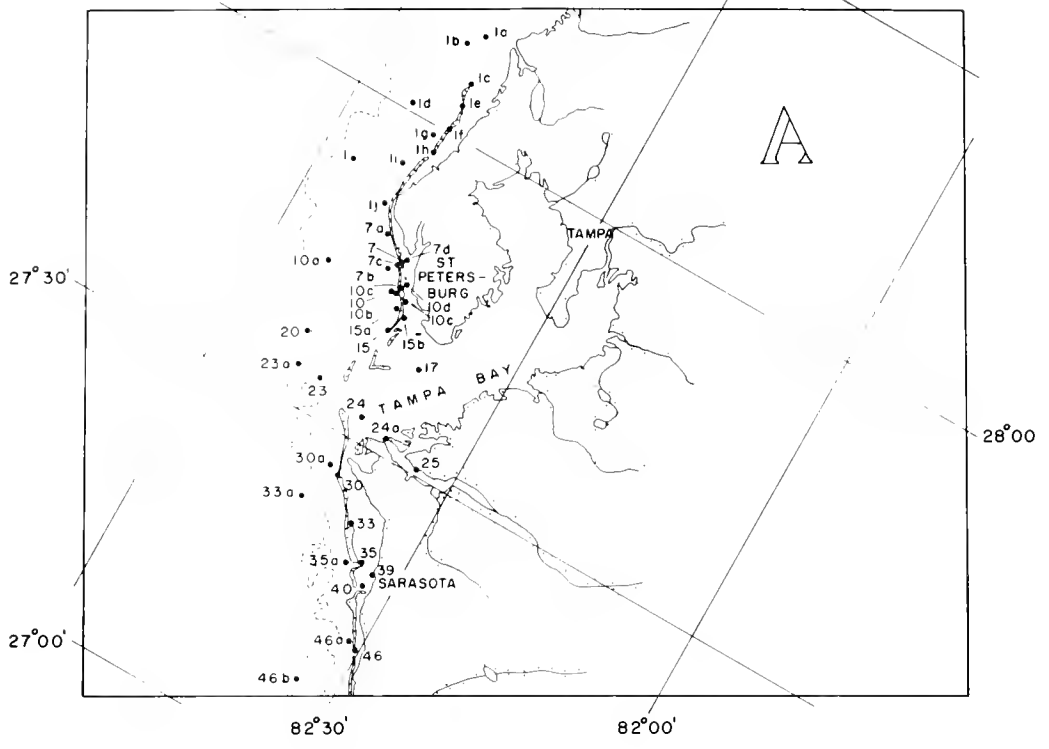 1a
1b
1c
1d
1e
1f
1g
1h
1
1i
1j
7a
7
7d
7c
ST
PETERS-
BURG
10a
7b
10c
10
10d
10b
10c
15a
15b
15
TAMPA
A
27°30'
20
23a
23
17
TAMPA BAY
24
24a
28°00'
25
30a
30
33a
33
35a
35
39
40
SARASOTA
27°00'
46a
46
46b
82°30'
82°00'